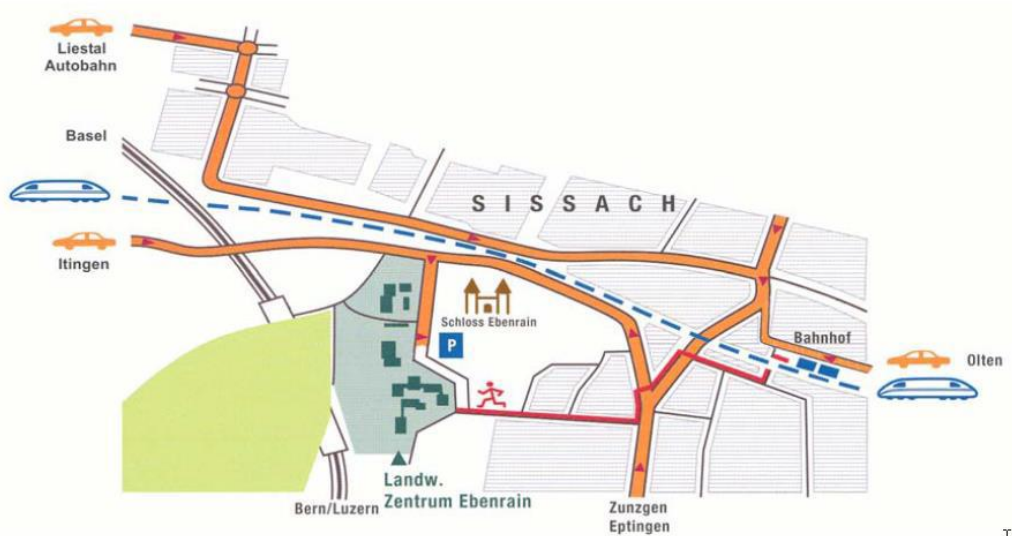 Liestal
Autobahn
Basel
SISSACH
Itingen
Schloss Ebenrain
P
Bahnhof
Olten
Landw.
Zentrum Ebenrain
Bern/Luzern
Zunzgen
Eptingen